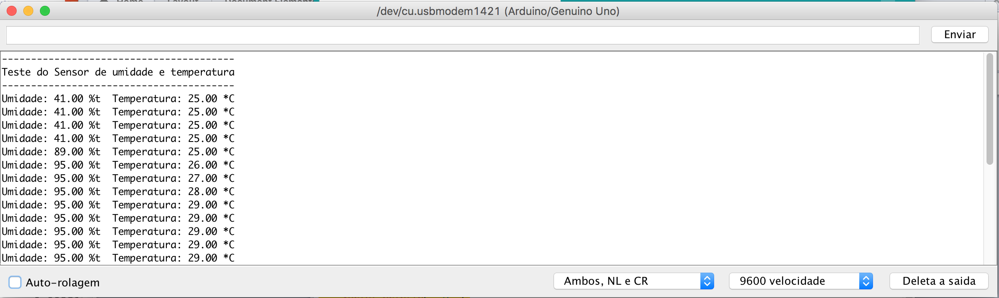 /dev/cu.usbmodem1421 (Arduino/Genuino Uno)
Enviar
----------------------------------------
Teste do Sensor de umidade e temperatura
----------------------------------------
Umidade: 41.00 %t  Temperatura: 25.00 *C
Umidade: 41.00 %t  Temperatura: 25.00 *C
Umidade: 41.00 %t  Temperatura: 25.00 *C
Umidade: 41.00 %t  Temperatura: 25.00 *C
Umidade: 89.00 %t  Temperatura: 25.00 *C
Umidade: 95.00 %t  Temperatura: 26.00 *C
Umidade: 95.00 %t  Temperatura: 27.00 *C
Umidade: 95.00 %t  Temperatura: 28.00 *C
Umidade: 95.00 %t  Temperatura: 29.00 *C
Umidade: 95.00 %t  Temperatura: 29.00 *C
Umidade: 95.00 %t  Temperatura: 29.00 *C
Umidade: 95.00 %t  Temperatura: 29.00 *C
Umidade: 95.00 %t  Temperatura: 29.00 *C
Auto-rolagem
Ambos, NL e CR
9600 velocidade
Deleta a saida